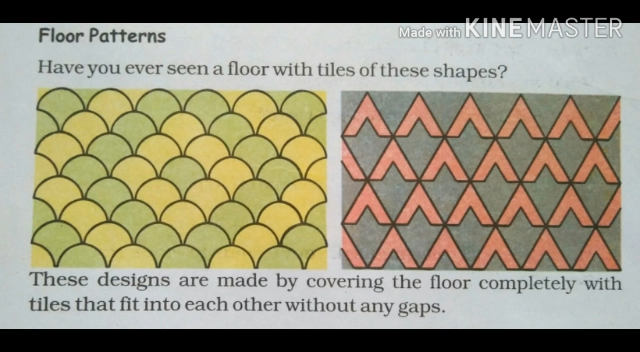 Made with KINEMASTER
Floor Patterns
Have you ever seen a floor with tiles of these shapes?
These designs are made by covering the floor completely with
tiles that fit into each other without any gaps.